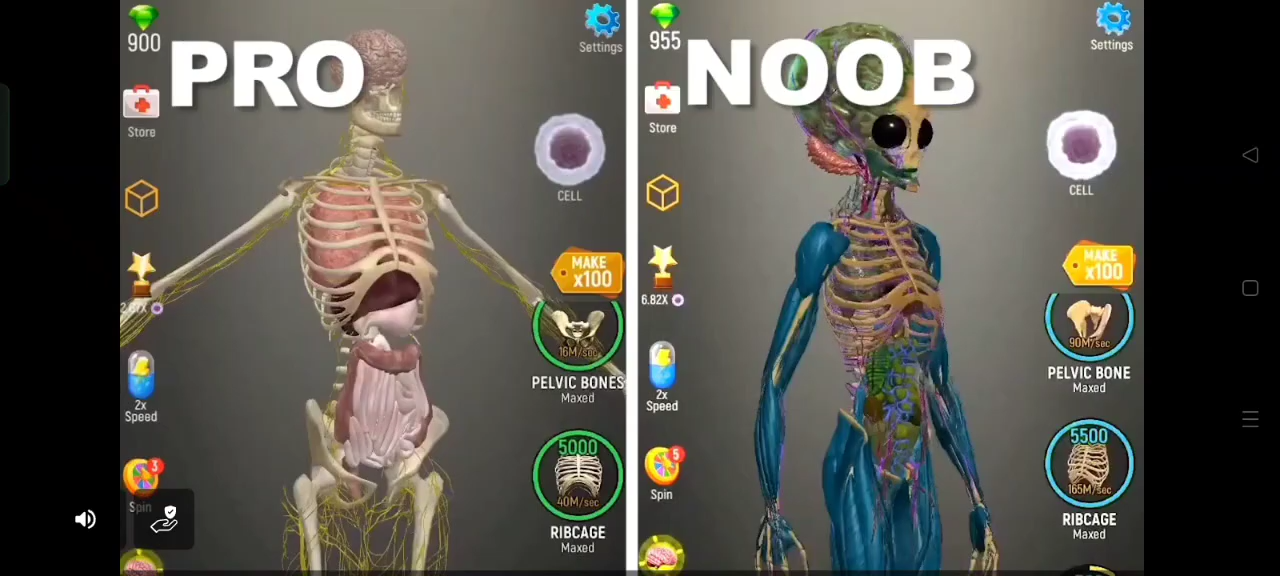 PRO
900
Settings
Store
CELL
MAKE
x100
16M/sec
PELVIC BONES
Maxed
2x
Speed
3
Spin
5000
40M/sec
RIBCAGE
Maxed
NOOB
955
Settings
Store
CELL
MAKE
x100
6.82X
90M/sec
PELVIC BONE
Maxed
2x
Speed
5
Spin
5500
165M/sec
RIBCAGE
Maxed